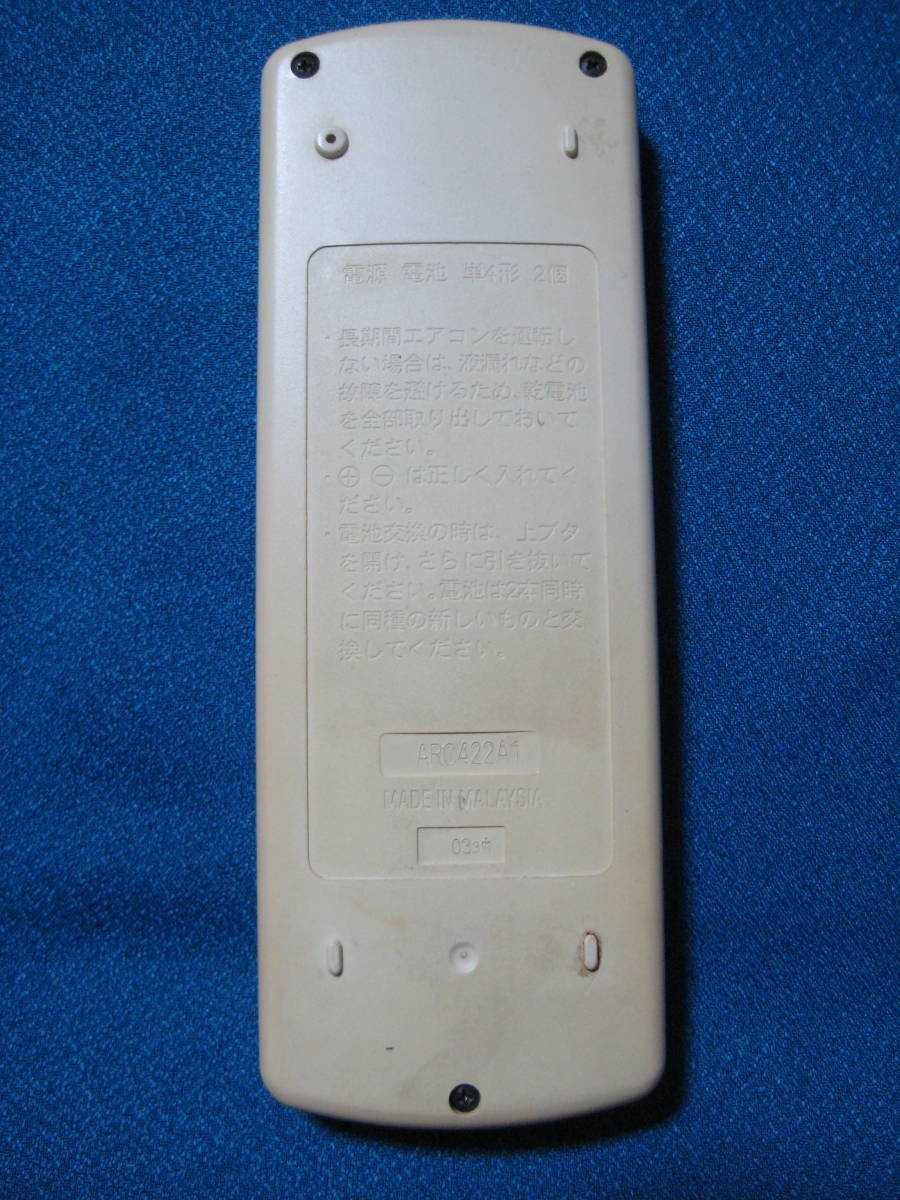 電源 電池 単4形 2個
・長期間エアコンを運転し
ない場合は、液漏れなどの
故障を避けるため、乾電池
を全部取り出しておいて
ください。
・⊕ ⊖ は正しく入れてく
ださい。
・電池交換の時は、上ブタ
を開け、さらに引き抜いて
ください。電池は2本同時
に同種の新しいものと交
換してください。
ARC422A1
MADE IN MALAYSIA